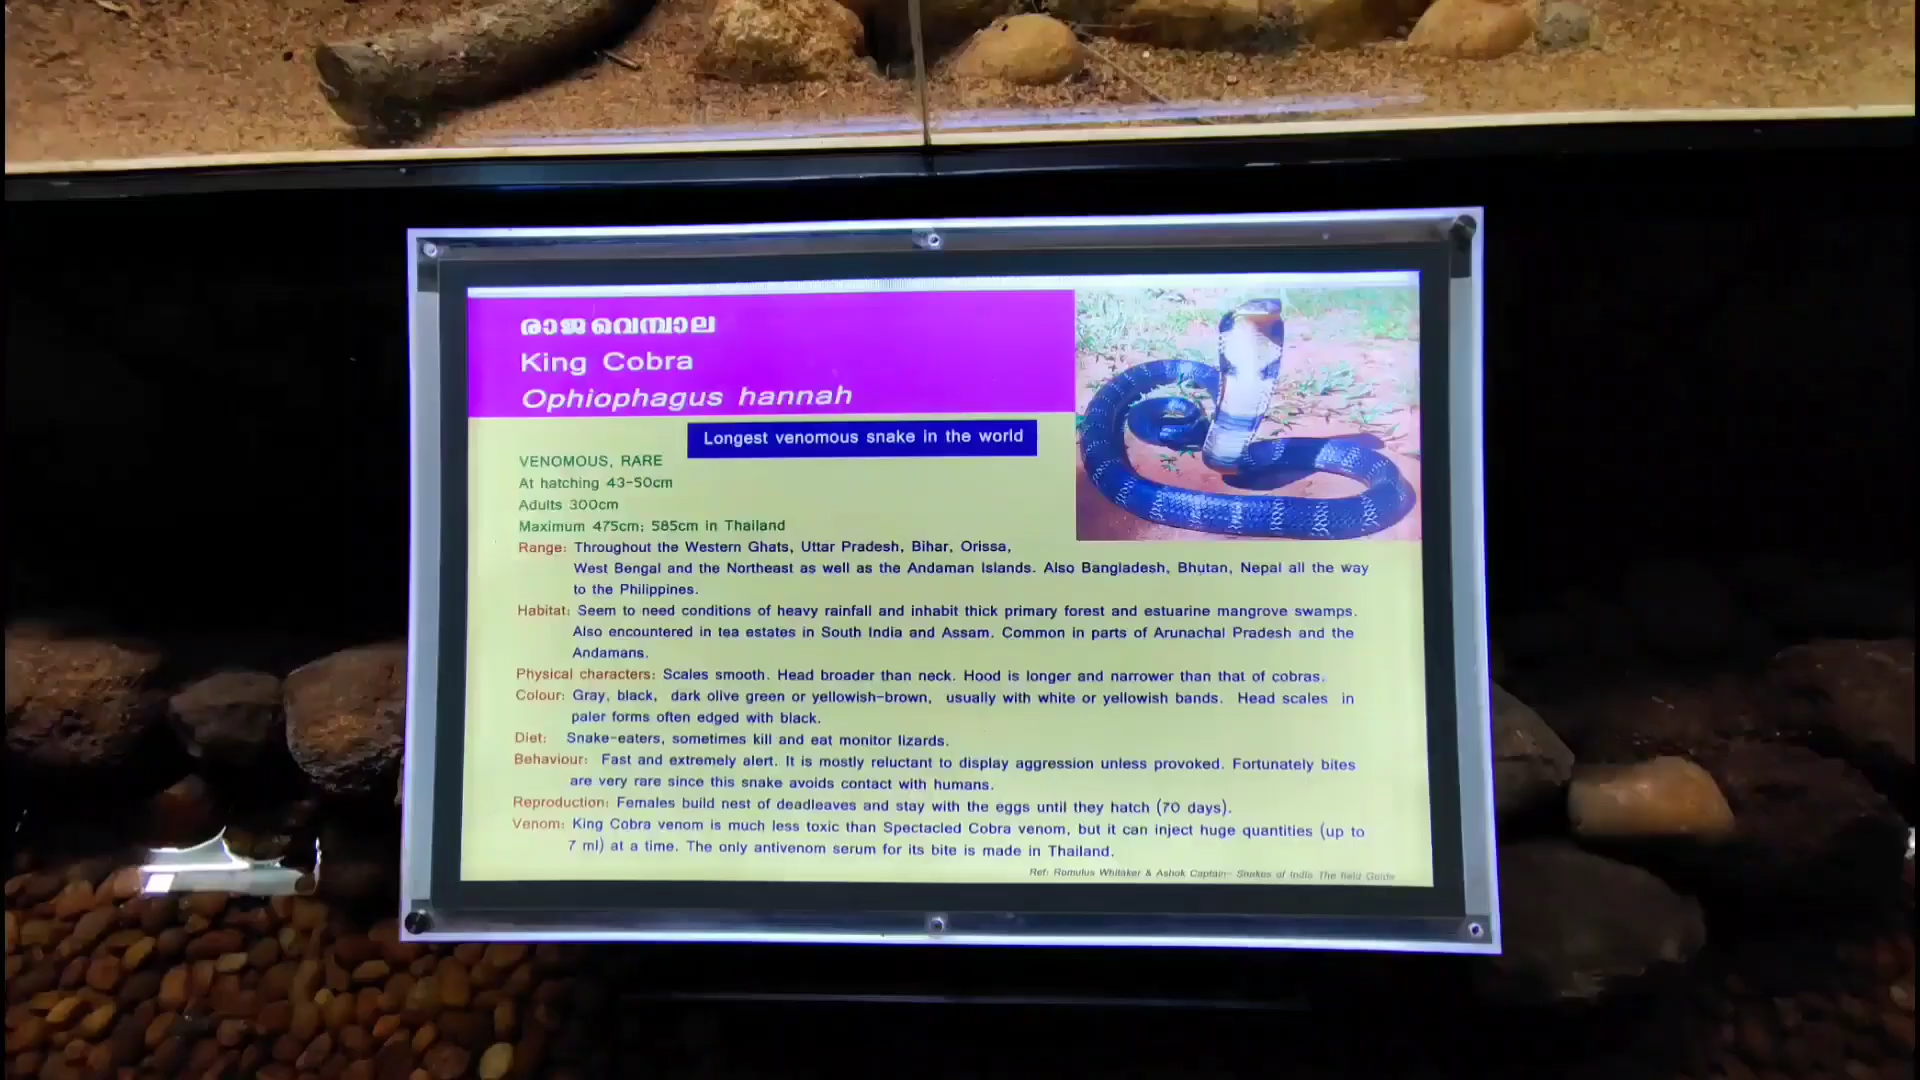 രാജവെമ്പാല
King Cobra
Ophiophagus hannah
Longest venomous snake in the world
VENOMOUS, RARE
At hatching 43-50cm
Adults 300cm
Maximum 475cm; 585cm in Thailand
Range: Throughout the Western Ghats, Uttar Pradesh, Bihar, Orissa,
West Bengal and the Northeast as well as the Andaman Islands. Also Bangladesh, Bhutan, Nepal all the way
to the Philippines.
Habitat: Seem to need conditions of heavy rainfall and inhabit thick primary forest and estuarine mangrove swamps.
Also encountered in tea estates in South India and Assam. Common in parts of Arunachal Pradesh and the
Andamans.
Physical characters: Scales smooth. Head broader than neck. Hood is longer and narrower than that of cobras.
Colour: Gray, black, dark olive green or yellowish-brown, usually with white or yellowish bands. Head scales in
paler forms often edged with black.
Diet: Snake-eaters, sometimes kill and eat monitor lizards.
Behaviour: Fast and extremely alert. It is mostly reluctant to display aggression unless provoked. Fortunately bites
are very rare since this snake avoids contact with humans.
Reproduction: Females build nest of deadleaves and stay with the eggs until they hatch (70 days).
Venom: King Cobra venom is much less toxic than Spectacled Cobra venom, but it can inject huge quantities (up to
7 ml) at a time. The only antivenom serum for its bite is made in Thailand.
Ref: Romulus Whitaker & Ashok Captain- Snakes of India The field Guide